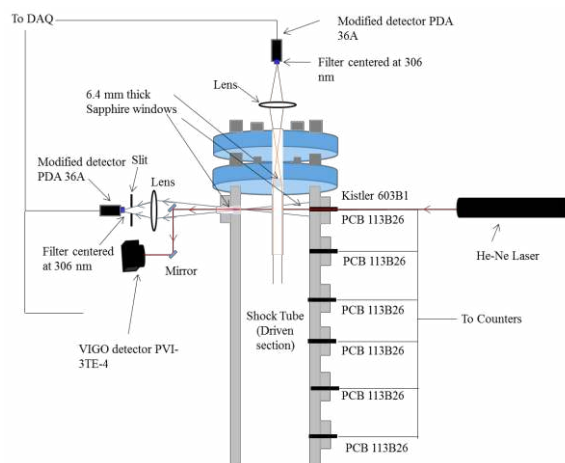 To DAQ
Modified detector PDA
36A
Filter centered at 306
nm
Lens
6.4 mm thick
Sapphire windows
Modified detector
PDA 36A
Slit
Lens
Kistler 603B1
PCB 113B26
Filter centered
at 306 nm
Mirror
PCB 113B26
He-Ne Laser
VIGO detector PVI-
3TE-4
Shock Tube
(Driven
section)
PCB 113B26
To Counters
PCB 113B26
PCB 113B26
PCB 113B26